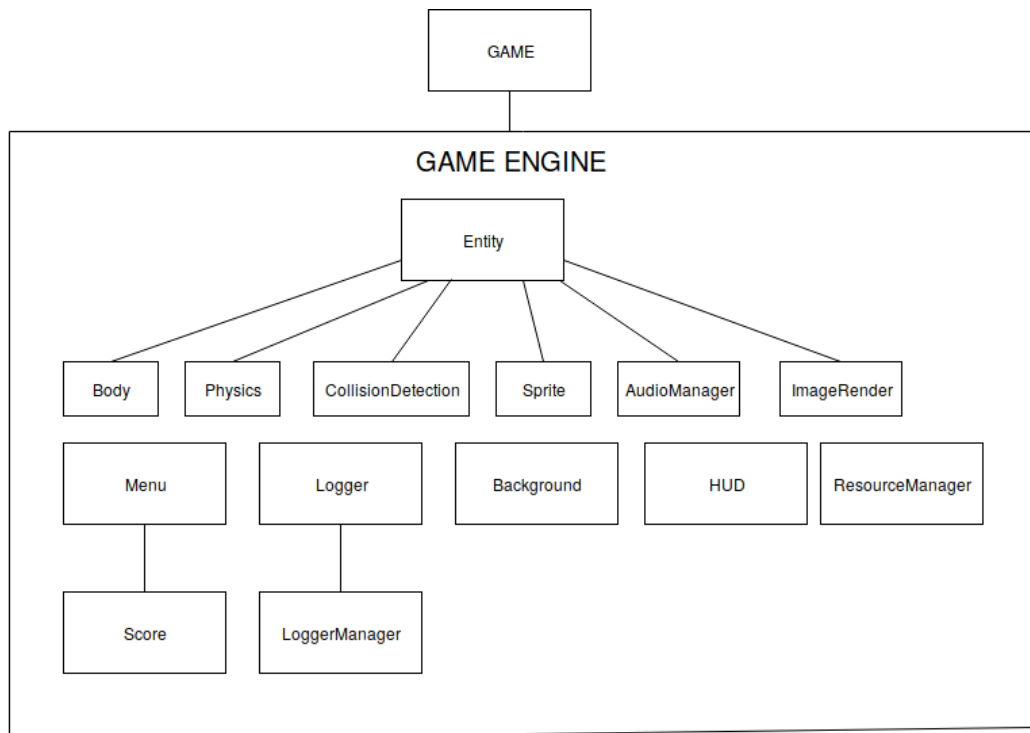 GAME
GAME ENGINE
Entity
Body
Physics
CollisionDetection
Sprite
AudioManager
ImageRender
Menu
Logger
Background
HUD
ResourceManager
Score
LoggerManager